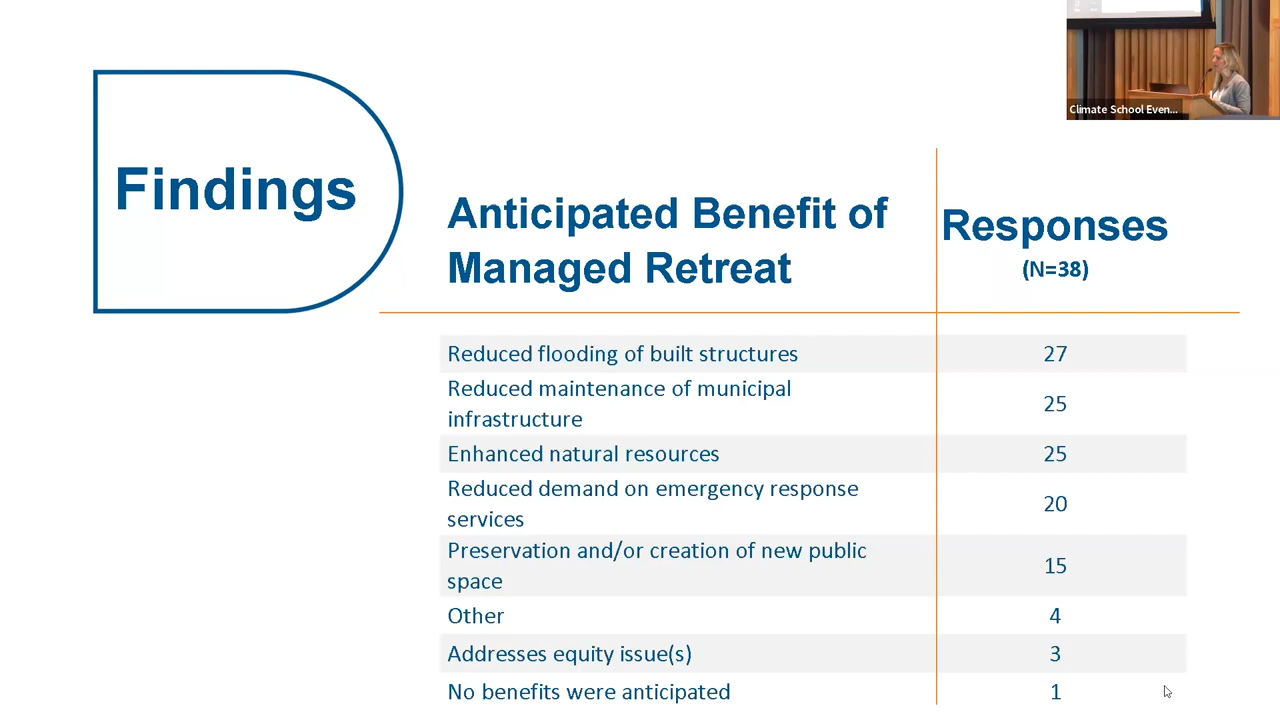 Climate School Even...
Findings
Anticipated Benefit of
Managed Retreat
Responses
(N=38)
Reduced flooding of built structures 27
Reduced maintenance of municipal
infrastructure 25
Enhanced natural resources 25
Reduced demand on emergency response
services 20
Preservation and/or creation of new public
space 15
Other 4
Addresses equity issue(s) 3
No benefits were anticipated 1